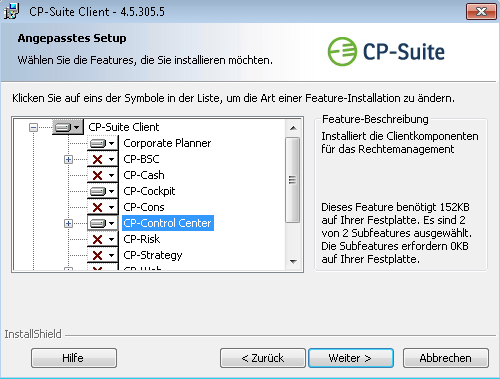 CP-Suite Client - 4.5.305.5
Angepasstes Setup
Wählen Sie die Features, die Sie installieren möchten.
CP-Suite
Klicken Sie auf eins der Symbole in der Liste, um die Art einer Feature-Installation zu ändern.
CP-Suite Client
Corporate Planner
CP-BSC
CP-Cash
CP-Cockpit
CP-Cons
CP-Control Center
CP-Risk
CP-Strategy
CP-Web
Feature-Beschreibung
Installiert die Clientkomponenten
für das Rechtemanagement
Dieses Feature benötigt 152KB
auf Ihrer Festplatte. Es sind 2
von 2 Subfeatures ausgewählt.
Die Subfeatures erfordern 0KB
auf Ihrer Festplatte.
InstallShield
Hilfe
< Zurück
Weiter >
Abbrechen